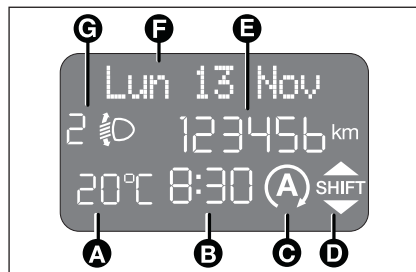 G F E
Lun 13 Nov
2 123456 km
20°C 8:30 A SHIFT
A B C D